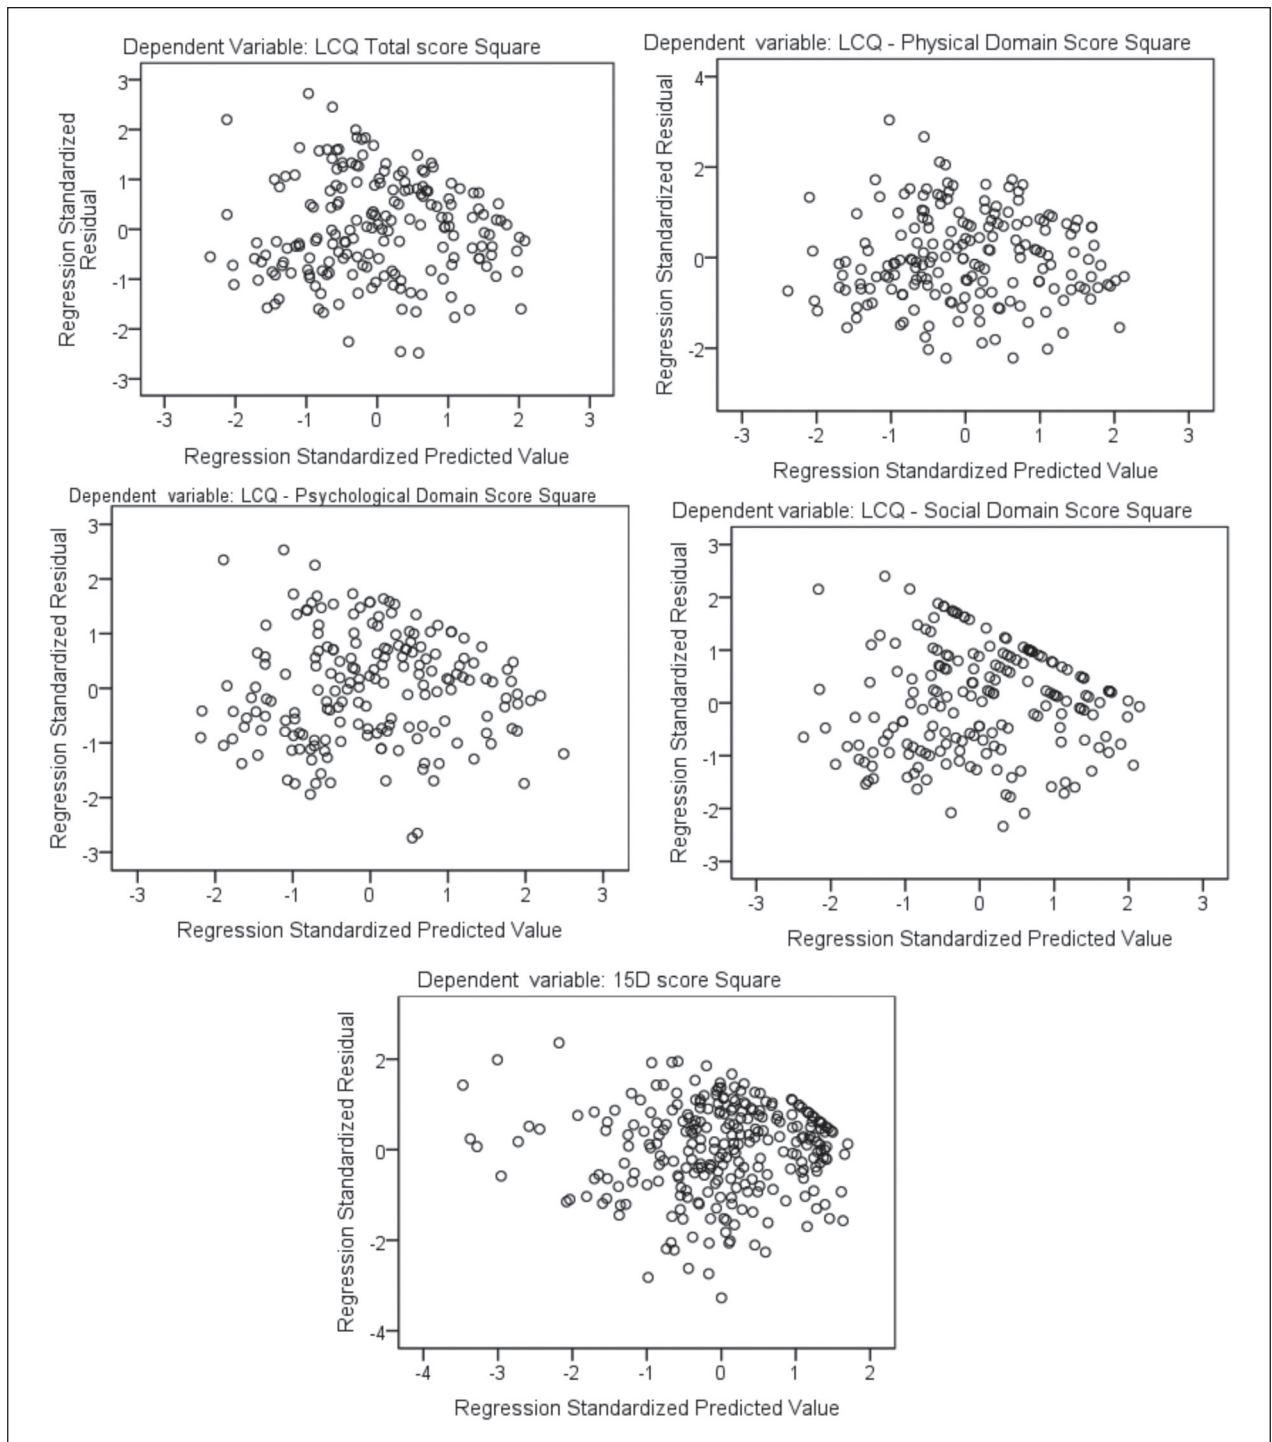 Dependent Variable: LCQ Total score Square
3
2
1
0
-1
-2
-3
Regression Standardized
Residual
-3 -2 -1 0 1 2 3
Regression Standardized Predicted Value
Dependent variable: LCQ - Physical Domain Score Square
4
2
0
-2
Regression Standardized Residual
-3 -2 -1 0 1 2 3
Regression Standardized Predicted Value
Dependent variable: LCQ - Psychological Domain Score Square
3
2
1
0
-1
-2
-3
Regression Standardized Residual
-3 -2 -1 0 1 2 3
Regression Standardized Predicted Value
Dependent variable: LCQ - Social Domain Score Square
3
2
1
0
-1
-2
-3
Regression Standardized Residual
-3 -2 -1 0 1 2 3
Regression Standardized Predicted Value
Dependent variable: 15D score Square
2
0
-2
-4
Regression Standardized Residual
-4 -3 -2 -1 0 1 2
Regression Standardized Predicted Value